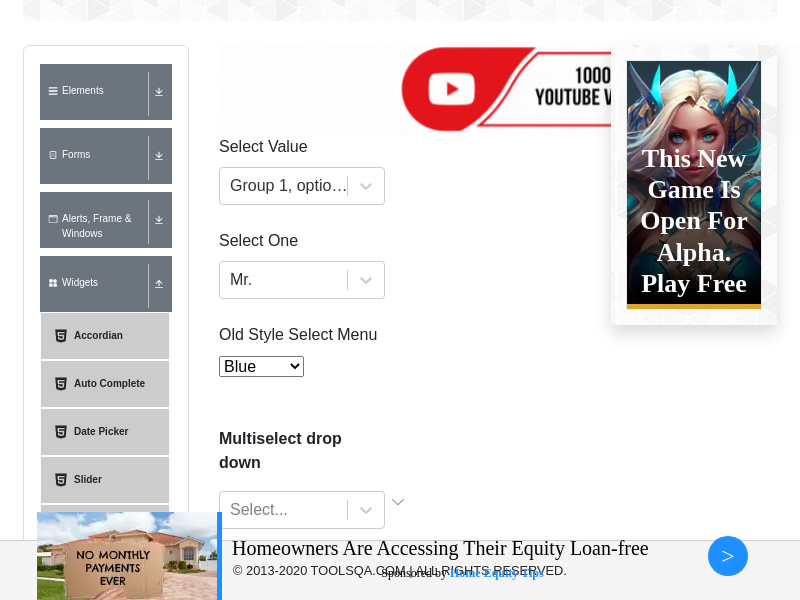 Elements
Forms
Alerts, Frame &
Windows
Widgets
Accordian
Auto Complete
Date Picker
Slider
1000
YOUTUBE V
Select Value
Group 1, optio...
Select One
Mr.
Old Style Select Menu
Blue
Multiselect drop
down
Select...
This New
Game Is
Open For
Alpha.
Play Free
NO MONTHLY
PAYMENTS
EVER
Homeowners Are Accessing Their Equity Loan-free
© 2013-2020 TOOLSQA.COM | ALL RIGHTS RESERVED.
Sponsored by Home Equity Tips
>